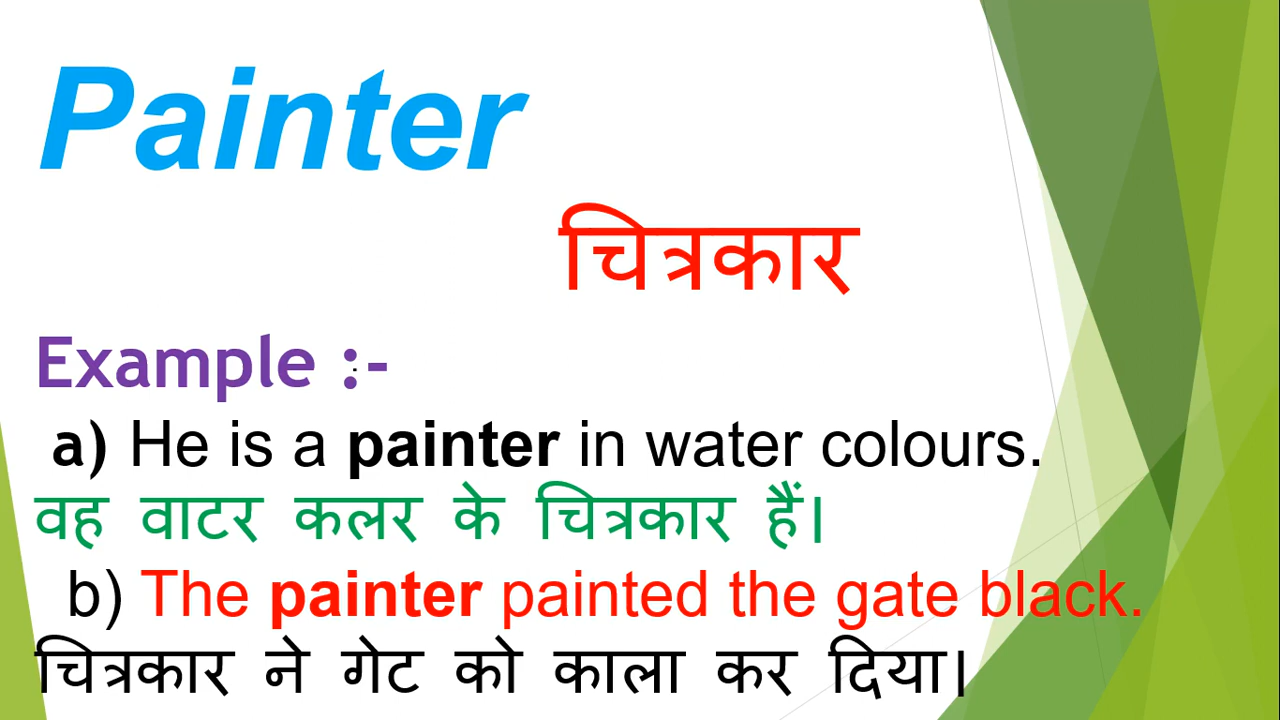 Painter
चित्रकार
Example :-
a) He is a painter in water colours.
वह वाटर कलर के चित्रकार हैं।
b) The painter painted the gate black.
चित्रकार ने गेट को काला कर दिया।